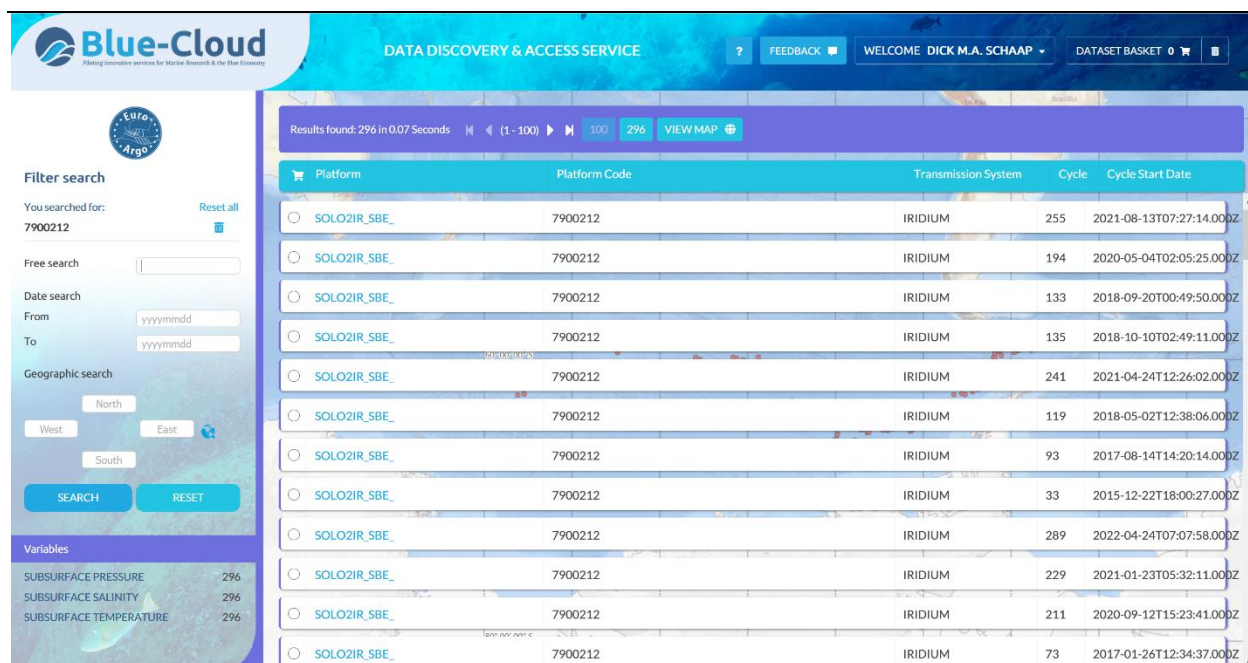 Blue-Cloud
Piloting innovative services for Marine Research & the Blue Economy
DATA DISCOVERY & ACCESS SERVICE
?
FEEDBACK
WELCOME DICK M.A. SCHAAP
DATASET BASKET 0
Euro
Argo
Results found: 296 in 0.07 Seconds (1 - 100) 100 296 VIEW MAP
Filter search
You searched for: Reset all
7900212
Free search
Date search
From yyyymmdd
To yyyymmdd
Geographic search
North
West East
South
SEARCH RESET
Variables
SUBSURFACE PRESSURE 296
SUBSURFACE SALINITY 296
SUBSURFACE TEMPERATURE 296
Platform Platform Code Transmission System Cycle Cycle Start Date
SOLO2IR_SBE_ 7900212 IRIDIUM 255 2021-08-13T07:27:14.000Z
SOLO2IR_SBE_ 7900212 IRIDIUM 194 2020-05-04T02:05:25.000Z
SOLO2IR_SBE_ 7900212 IRIDIUM 133 2018-09-20T00:49:50.000Z
SOLO2IR_SBE_ 7900212 IRIDIUM 135 2018-10-10T02:49:11.000Z
SOLO2IR_SBE_ 7900212 IRIDIUM 241 2021-04-24T12:26:02.000Z
SOLO2IR_SBE_ 7900212 IRIDIUM 119 2018-05-02T12:38:06.000Z
SOLO2IR_SBE_ 7900212 IRIDIUM 93 2017-08-14T14:20:14.000Z
SOLO2IR_SBE_ 7900212 IRIDIUM 33 2015-12-22T18:00:27.000Z
SOLO2IR_SBE_ 7900212 IRIDIUM 289 2022-04-24T07:07:58.000Z
SOLO2IR_SBE_ 7900212 IRIDIUM 229 2021-01-23T05:32:11.000Z
SOLO2IR_SBE_ 7900212 IRIDIUM 211 2020-09-12T15:23:41.000Z
SOLO2IR_SBE_ 7900212 IRIDIUM 73 2017-01-26T12:34:37.000Z